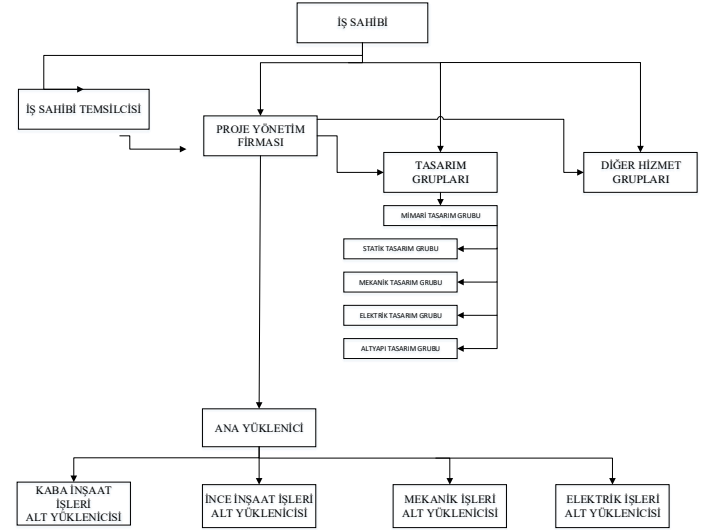 İŞ SAHİBİ
İŞ SAHİBİ TEMSİLCİSİ
PROJE YÖNETİM
FİRMASI
TASARIM
GRUPLARI
DİĞER HİZMET
GRUPLARI
MİMARİ TASARIM GRUBU
STATİK TASARIM GRUBU
MEKANİK TASARIM GRUBU
ELEKTRİK TASARIM GRUBU
ALTYAPI TASARIM GRUBU
ANA YÜKLENİCİ
KABA İNŞAAT
İŞLERİ
ALT YÜKLENİCİSİ
İNCE İNŞAAT İŞLERİ
ALT YÜKLENİCİSİ
MEKANİK İŞLERİ
ALT YÜKLENİCİSİ
ELEKTRİK İŞLERİ
ALT YÜKLENİCİSİ